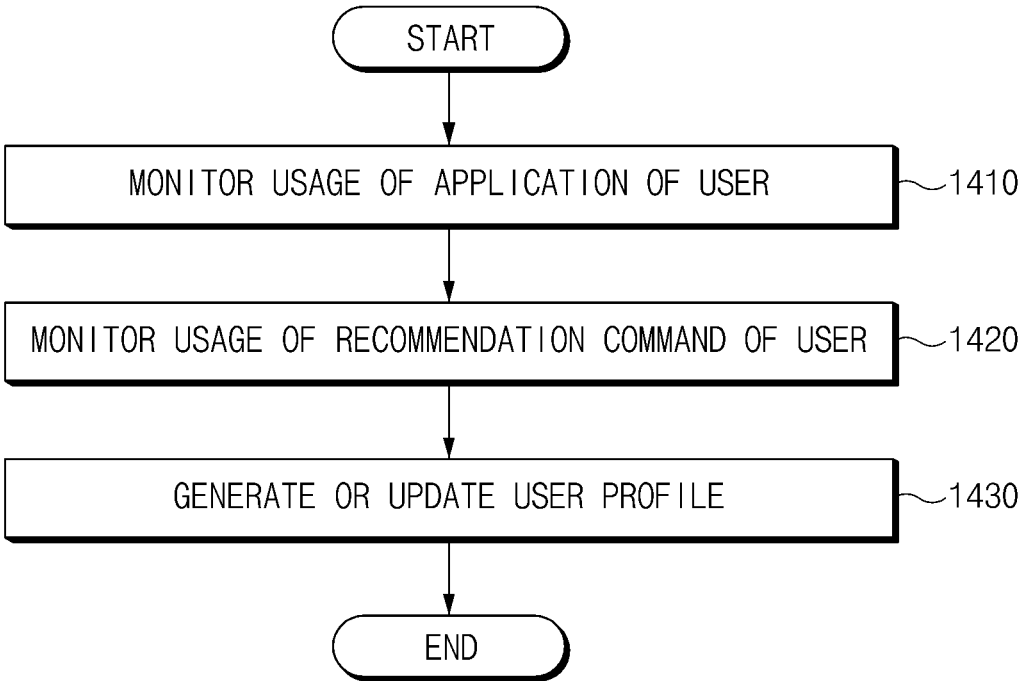 START
MONITOR USAGE OF APPLICATION OF USER
1410
MONITOR USAGE OF RECOMMENDATION COMMAND OF USER
1420
GENERATE OR UPDATE USER PROFILE
1430
END